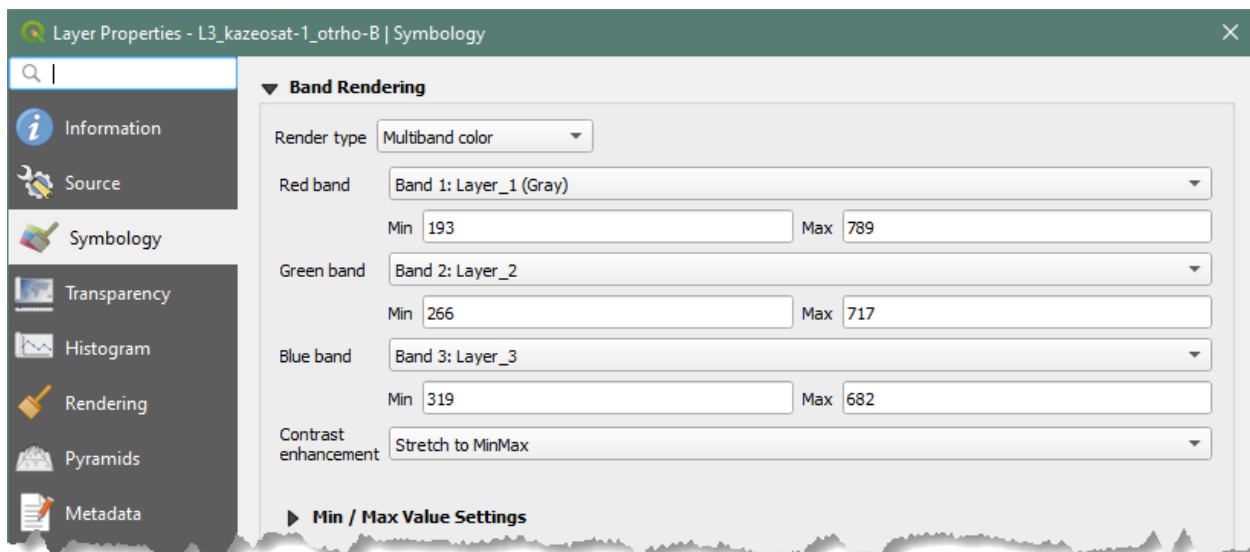 Layer Properties - L3_kazeosat-1_otrho-B | Symbology
Information
Source
Symbology
Transparency
Histogram
Rendering
Pyramids
Metadata
Band Rendering
Render type Multiband color
Red band Band 1: Layer_1 (Gray)
Min 193 Max 789
Green band Band 2: Layer_2
Min 266 Max 717
Blue band Band 3: Layer_3
Min 319 Max 682
Contrast
enhancement Stretch to MinMax
Min / Max Value Settings